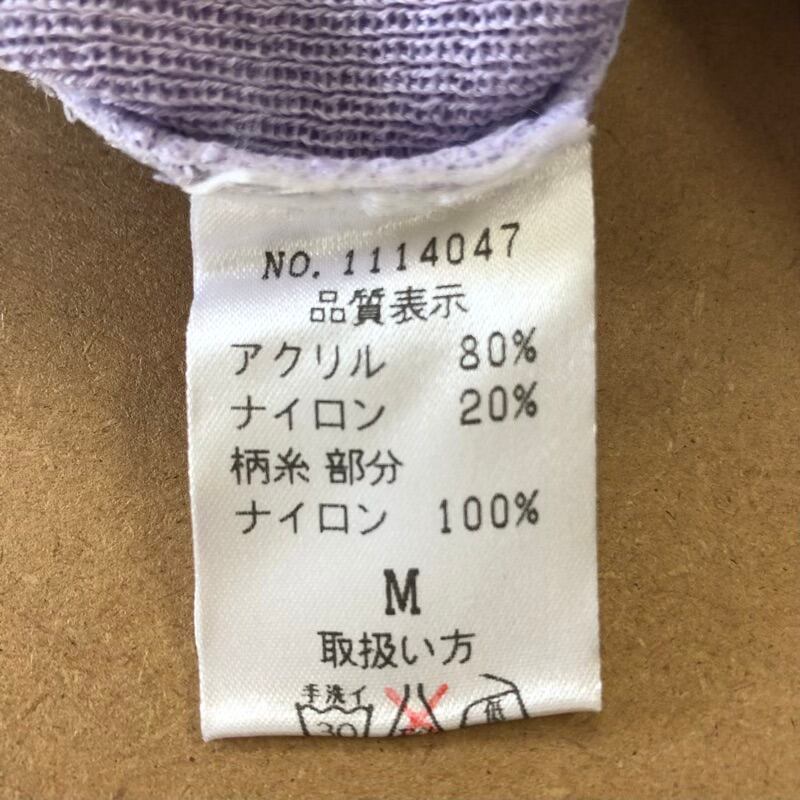 NO. 1114047
品質表示
アクリル 80%
ナイロン 20%
柄糸 部分
ナイロン 100%
M
取扱い方
手洗イ
30
低